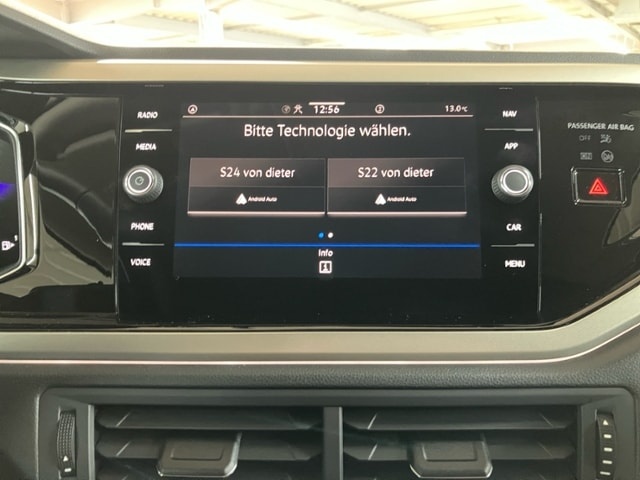 RADIO
12:56
13.0°C
NAV
Bitte Technologie wählen.
MEDIA
APP
S24 von dieter
S22 von dieter
Android Auto
Android Auto
PHONE
CAR
Info
VOICE
MENU
PASSENGER AIR BAG
OFF